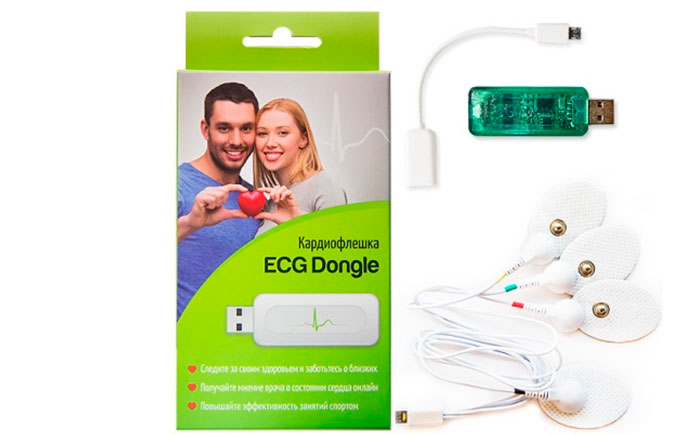 Кардиофлешка
ECG Dongle
Следите за своим здоровьем и заботьтесь о близких
Получайте мнение врача о состоянии сердца онлайн
Повышайте эффективность занятий спортом